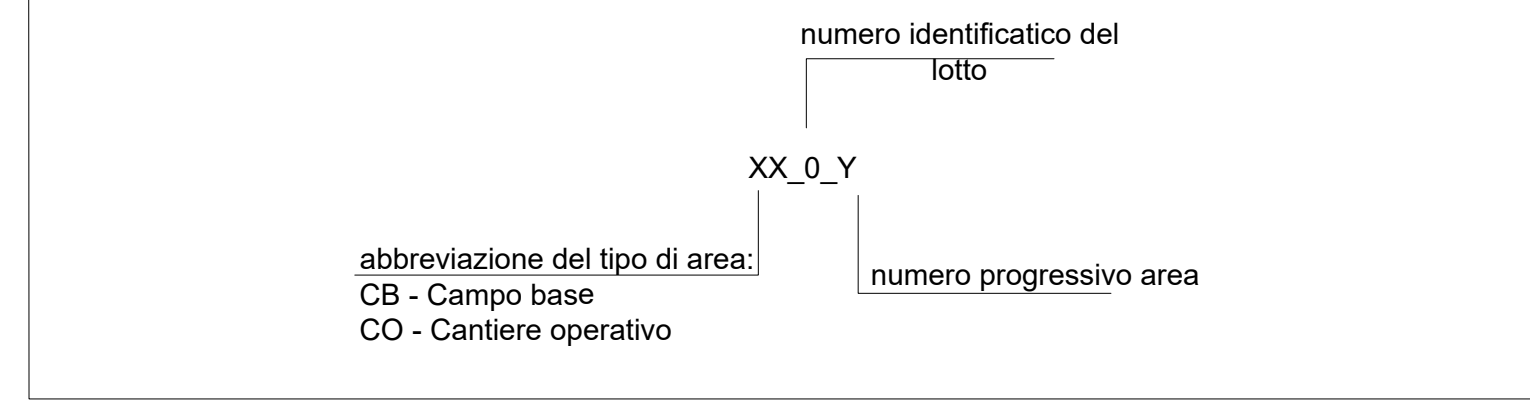 numero identificatico del
lotto
XX_0_Y
abbreviazione del tipo di area:
CB - Campo base
CO - Cantiere operativo
numero progressivo area